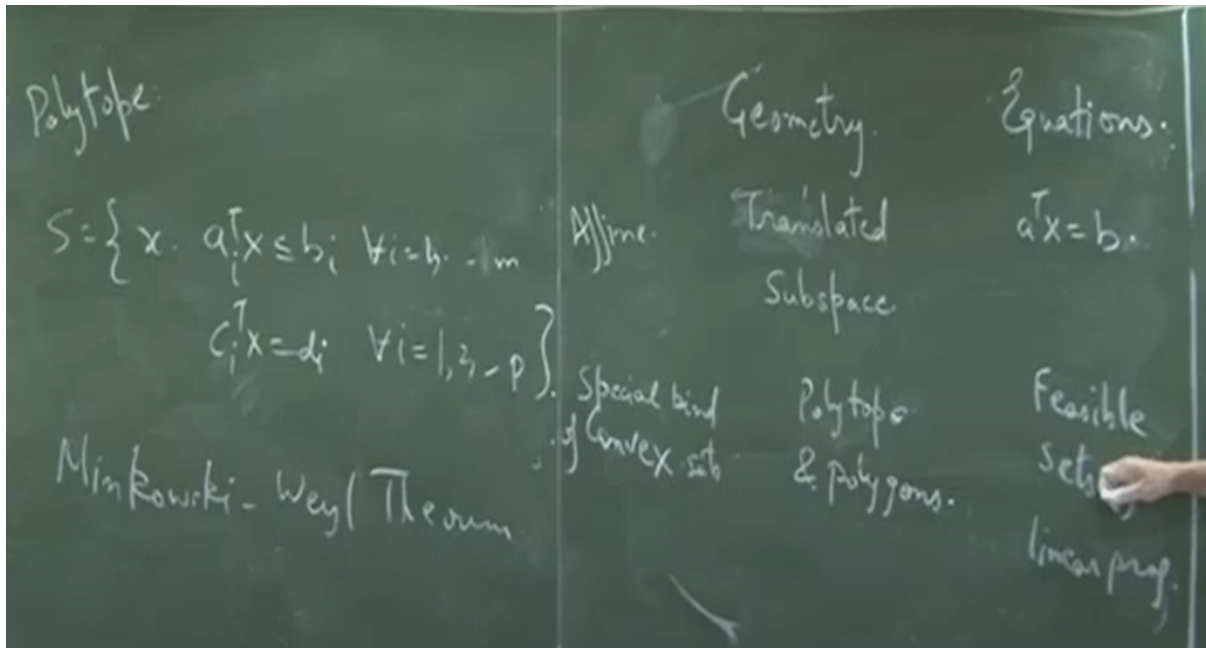 Polytope
S = { x. aᵢᵀx ≤ bᵢ ∀i=1, - - m
cᵢᵀx = dᵢ ∀i=1,2, - p }.
Minkowski - Weyl Theorum
Geometry. Equations.
Affine. Translated aᵀx = b.
Subspace.
Special kind Polytope Feasible
of Convex sets & polygons. sets
linear prog.